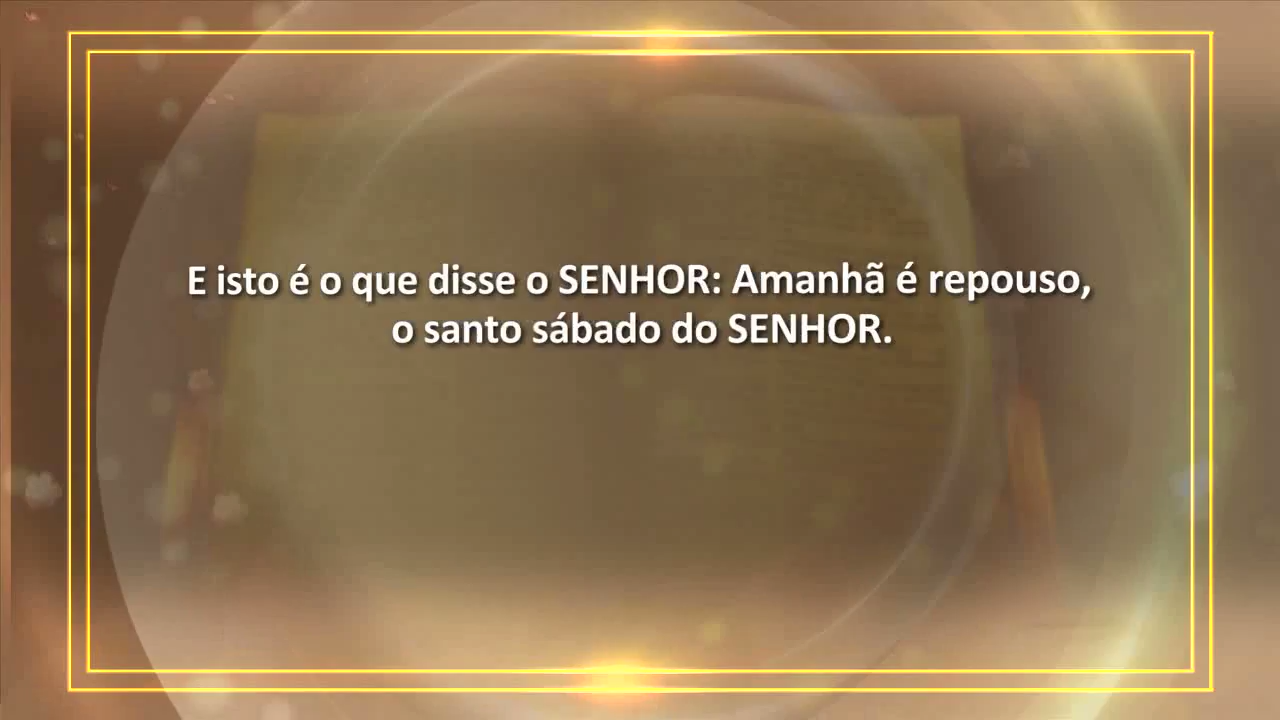 E isto é o que disse o SENHOR: Amanhã é repouso,
o santo sábado do SENHOR.